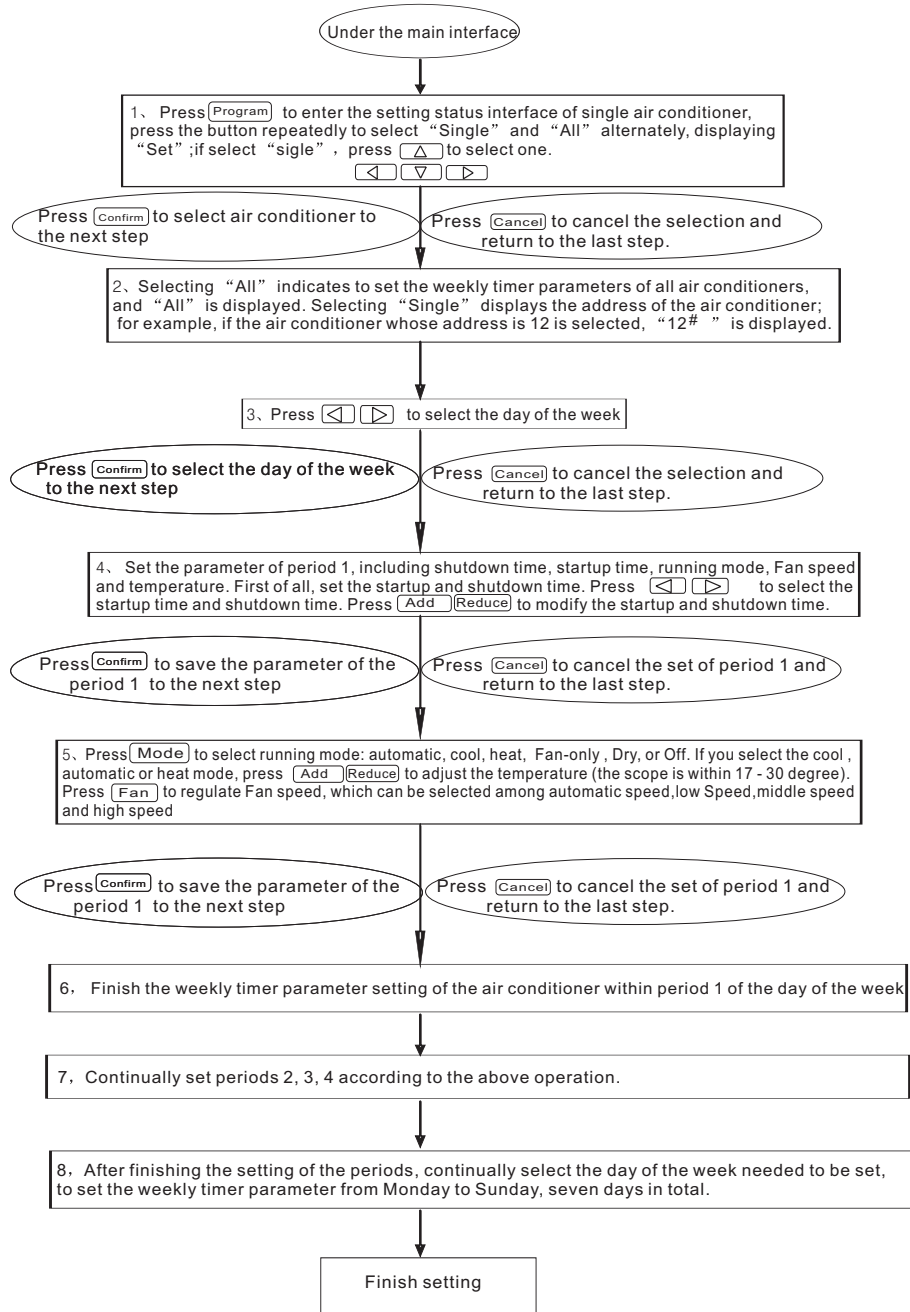 Under the main interface
1、 Press Program to enter the setting status interface of single air conditioner,
press the button repeatedly to select “Single” and “All” alternately, displaying
“Set”;if select “sigle”, press △ to select one.
◁ ▽ ▷
Press Confirm to select air conditioner to
the next step
Press Cancel to cancel the selection and
return to the last step.
2、Selecting “All” indicates to set the weekly timer parameters of all air conditioners,
and “All” is displayed. Selecting “Single” displays the address of the air conditioner;
for example, if the air conditioner whose address is 12 is selected, “12# ” is displayed.
3、Press ◁ ▷ to select the day of the week
Press Confirm to select the day of the week
to the next step
Press Cancel to cancel the selection and
return to the last step.
4、 Set the parameter of period 1, including shutdown time, startup time, running mode, Fan speed
and temperature. First of all, set the startup and shutdown time. Press ◁ ▷ to select the
startup time and shutdown time. Press Add Reduce to modify the startup and shutdown time.
Press Confirm to save the parameter of the
period 1 to the next step
Press Cancel to cancel the set of period 1 and
return to the last step.
5、Press Mode to select running mode: automatic, cool, heat, Fan-only , Dry, or Off. If you select the cool ,
automatic or heat mode, press Add Reduce to adjust the temperature (the scope is within 17 - 30 degree).
Press Fan to regulate Fan speed, which can be selected among automatic speed,low Speed,middle speed
and high speed
Press Confirm to save the parameter of the
period 1 to the next step
Press Cancel to cancel the set of period 1 and
return to the last step.
6, Finish the weekly timer parameter setting of the air conditioner within period 1 of the day of the week
7, Continually set periods 2, 3, 4 according to the above operation.
8, After finishing the setting of the periods, continually select the day of the week needed to be set,
to set the weekly timer parameter from Monday to Sunday, seven days in total.
Finish setting